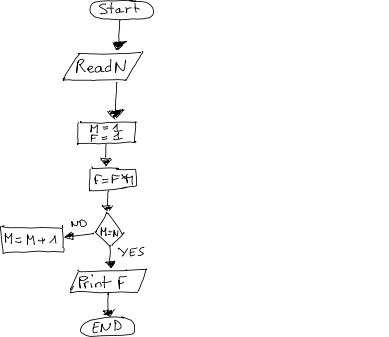 Start
Read N
M = 1
F = 1
F=F*M
M=N
NO
M=M+1
YES
Print F
END